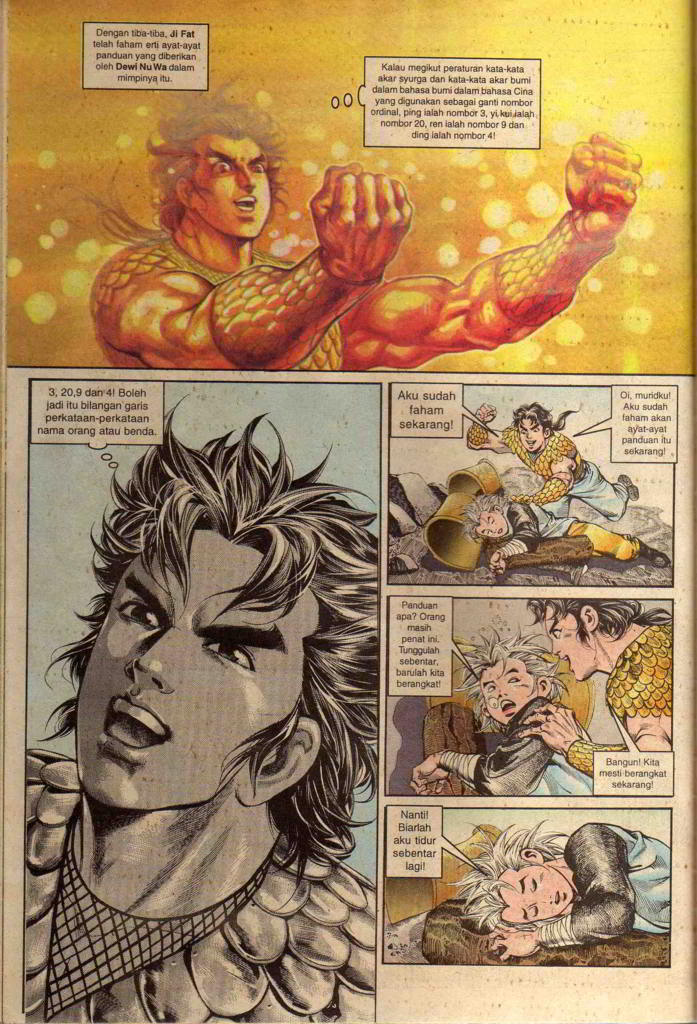 Dengan tiba-tiba, Ji Fat
telah faham erti ayat-ayat
panduan yang diberikan
oleh Dewi Nu Wa dalam
mimpinya itu.
Kalau megikut peraturan kata-kata
akar syurga dan kata-kata akar bumi
dalam bahasa bumi dalam bahasa Cina
yang digunakan sebagai ganti nombor
ordinal, ping ialah nombor 3, yi kui ialah
nombor 20, ren ialah nombor 9 dan
ding ialah nombor 4!
3, 20,9 dan 4! Boleh
jadi itu bilangan garis
perkataan-perkataan
nama orang atau benda.
Aku sudah
faham
sekarang!
Oi, muridku!
Aku sudah
faham akan
ayat-ayat
panduan itu
sekarang!
Panduan
apa? Orang
masih
penat ini.
Tunggulah
sebentar,
barulah kita
berangkat!
Bangun! Kita
mesti berangkat
sekarang!
Nanti!
Biarlah
aku tidur
sebentar
lagi!